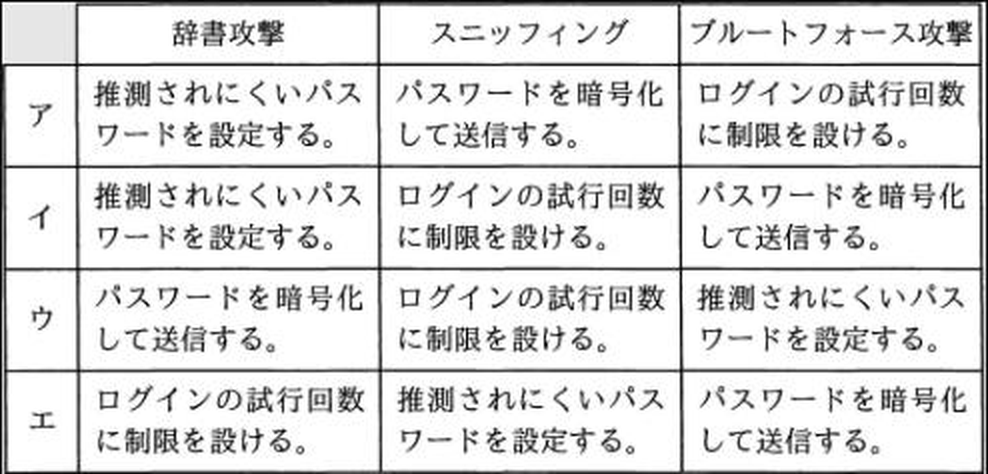 辞書攻撃 スニッフィング ブルートフォース攻撃
ア
推測されにくいパス
ワードを設定する。
パスワードを暗号化
して送信する。
ログインの試行回数
に制限を設ける。
イ
推測されにくいパス
ワードを設定する。
ログインの試行回数
に制限を設ける。
パスワードを暗号化
して送信する。
ウ
パスワードを暗号化
して送信する。
ログインの試行回数
に制限を設ける。
推測されにくいパス
ワードを設定する。
エ
ログインの試行回数
に制限を設ける。
推測されにくいパス
ワードを設定する。
パスワードを暗号化
して送信する。